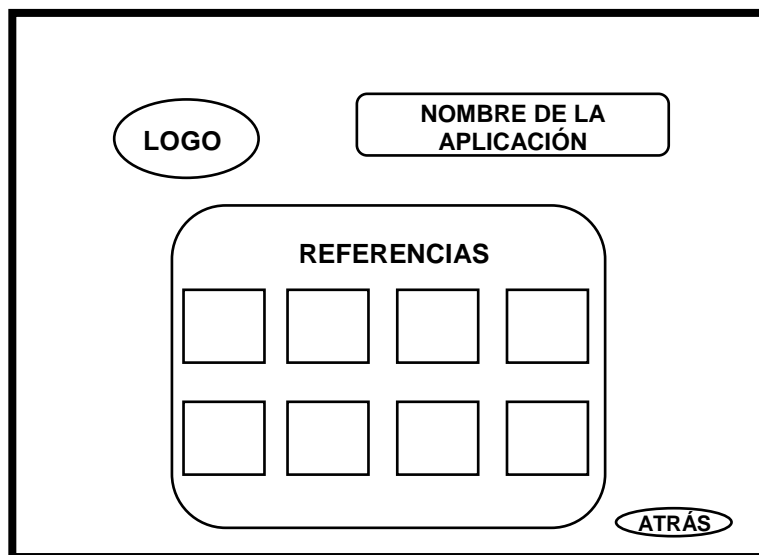 LOGO
NOMBRE DE LA
APLICACIÓN
REFERENCIAS
ATRÁS